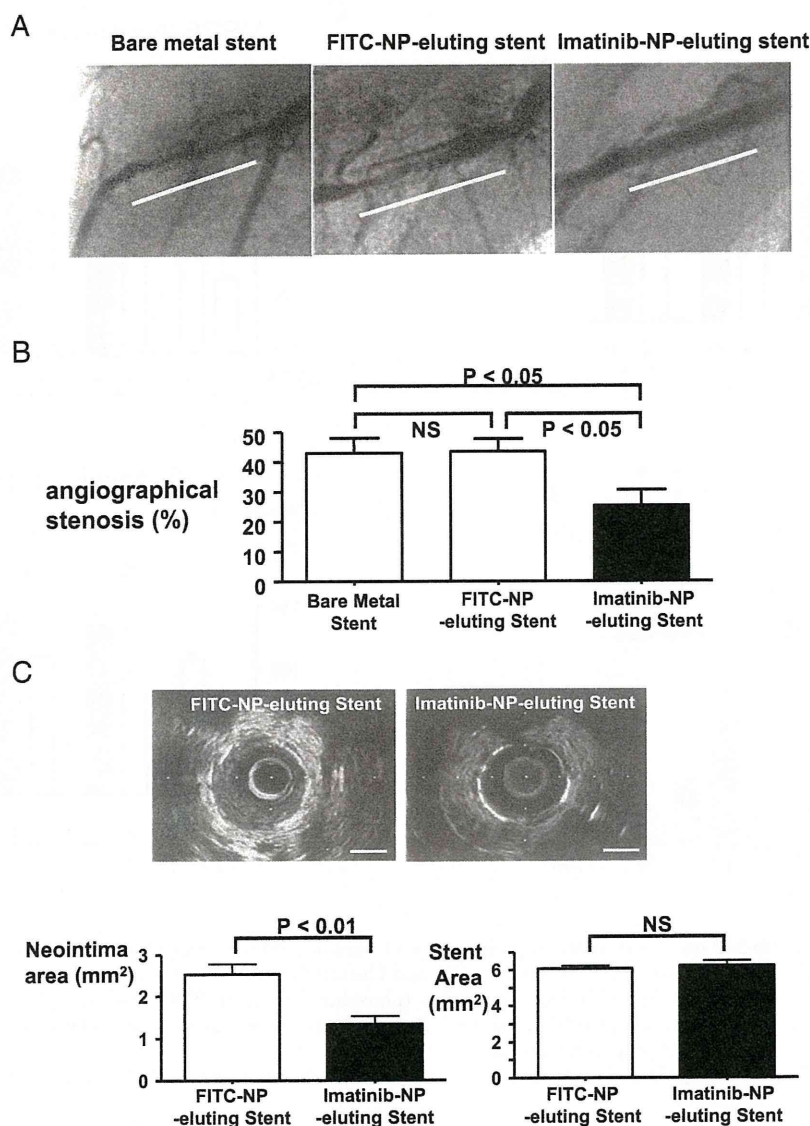 A
Bare metal stent
FITC-NP-eluting stent
Imatinib-NP-eluting stent
B
P < 0.05
NS
P < 0.05
angiographical
stenosis (%)
50
40
30
20
10
0
Bare Metal
Stent
FITC-NP
-eluting Stent
Imatinib-NP
-eluting Stent
C
FITC-NP-eluting Stent
Imatinib-NP-eluting Stent
P < 0.01
Neointima
area (mm²)
3
2
1
0
FITC-NP
-eluting Stent
Imatinib-NP
-eluting Stent
NS
Stent
Area
(mm²)
6
4
2
0
FITC-NP
-eluting Stent
Imatinib-NP
-eluting Stent